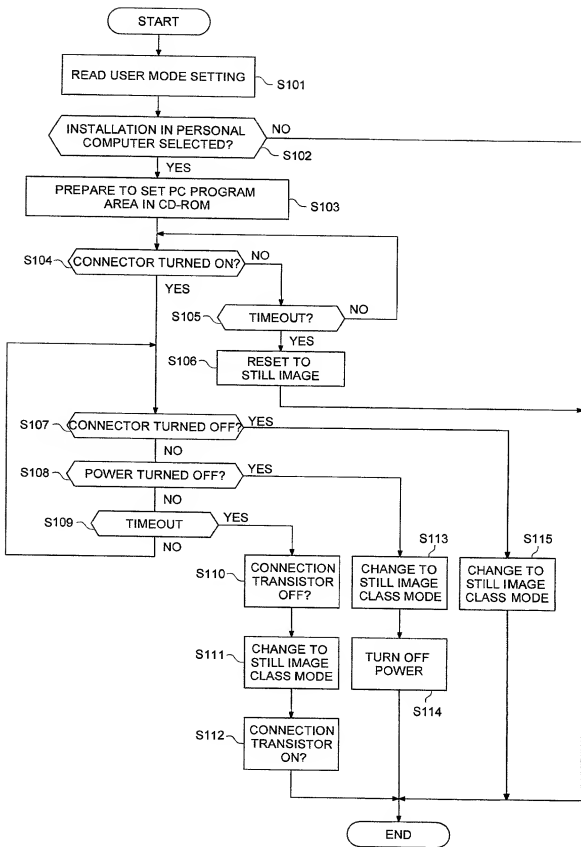 START
READ USER MODE SETTING
S101
INSTALLATION IN PERSONAL
COMPUTER SELECTED?
NO
S102
YES
PREPARE TO SET PC PROGRAM
AREA IN CD-ROM
S103
S104
CONNECTOR TURNED ON?
NO
YES
S105
TIMEOUT?
NO
YES
S106
RESET TO
STILL IMAGE
S107
CONNECTOR TURNED OFF?
YES
NO
S108
POWER TURNED OFF?
YES
NO
S109
TIMEOUT
YES
NO
S110
CONNECTION
TRANSISTOR
OFF?
S113
CHANGE TO
STILL IMAGE
CLASS MODE
S115
CHANGE TO
STILL IMAGE
CLASS MODE
S111
CHANGE TO
STILL IMAGE
CLASS MODE
TURN OFF
POWER
S114
S112
CONNECTION
TRANSISTOR
ON?
END